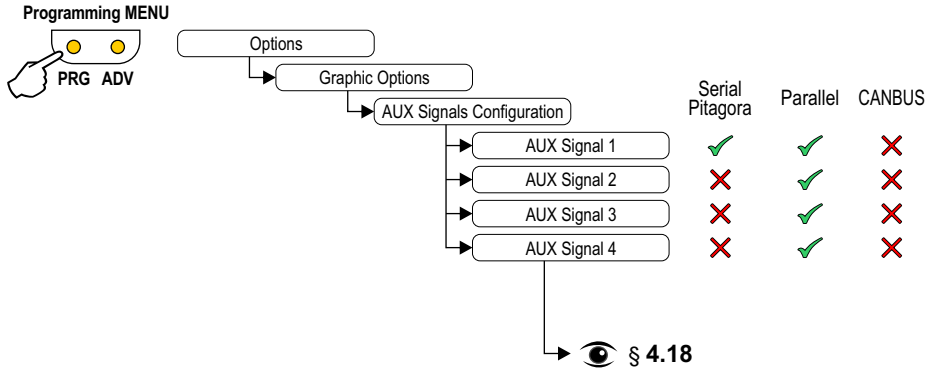 Programming MENU
PRG ADV
Options
Graphic Options
AUX Signals Configuration
Serial
Pitagora
Parallel
CANBUS
AUX Signal 1
AUX Signal 2
AUX Signal 3
AUX Signal 4
§ 4.18